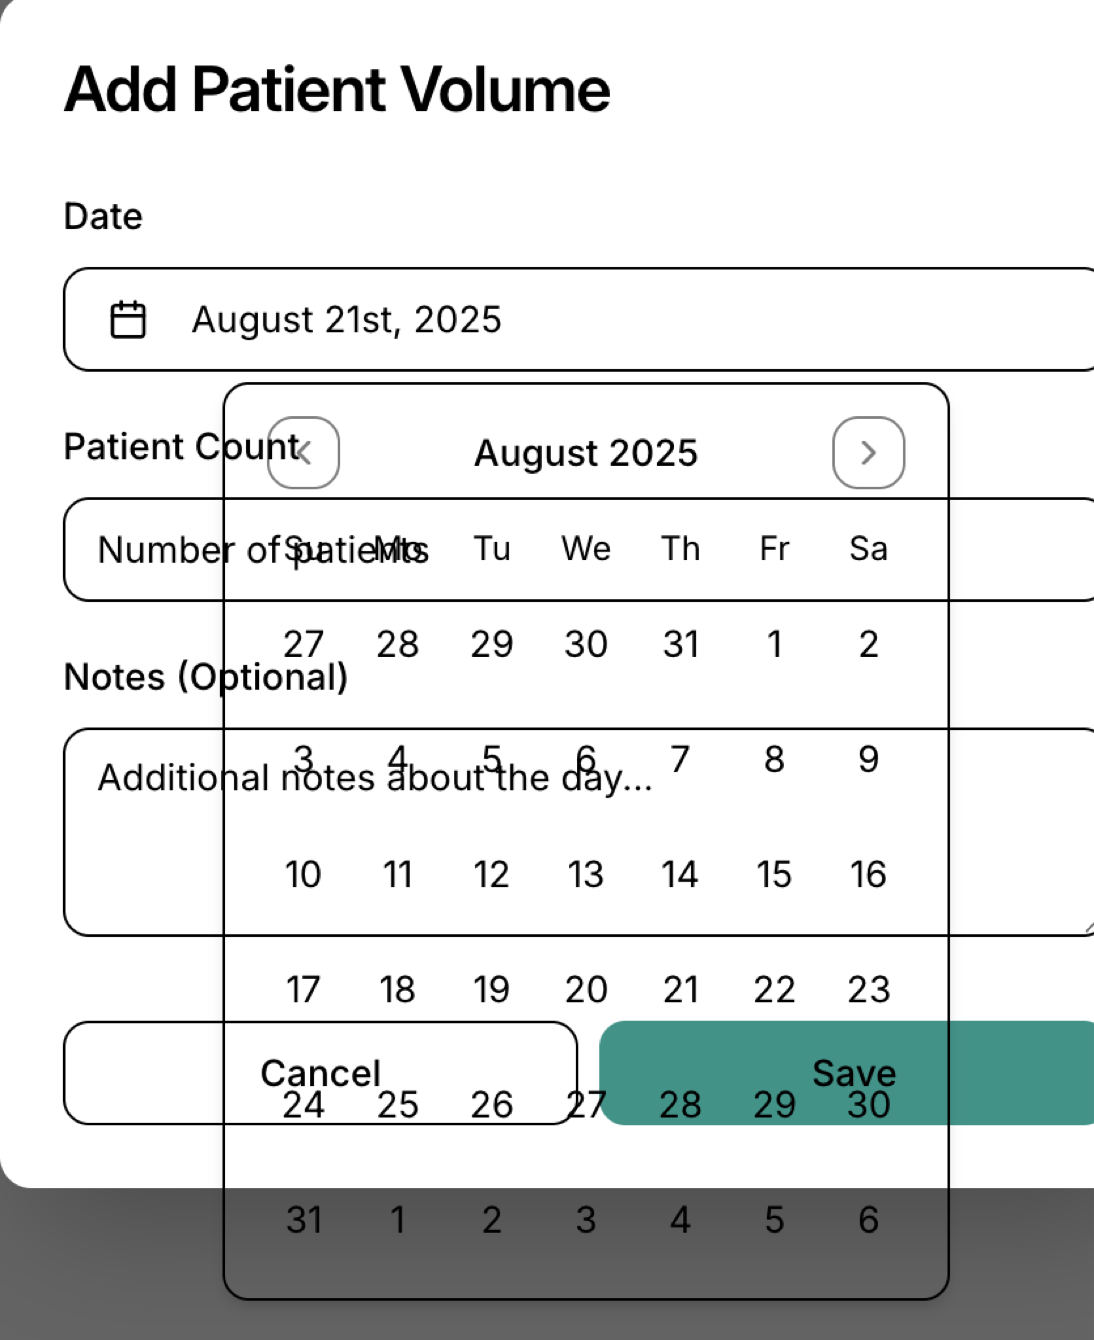 Add Patient Volume
Date
August 21st, 2025
Patient Count
August 2025
Number of patients
Su Mo Tu We Th Fr Sa
27 28 29 30 31 1 2
Notes (Optional)
3 4 5 6 7 8 9
Additional notes about the day...
10 11 12 13 14 15 16
17 18 19 20 21 22 23
Cancel Save
24 25 26 27 28 29 30
31 1 2 3 4 5 6